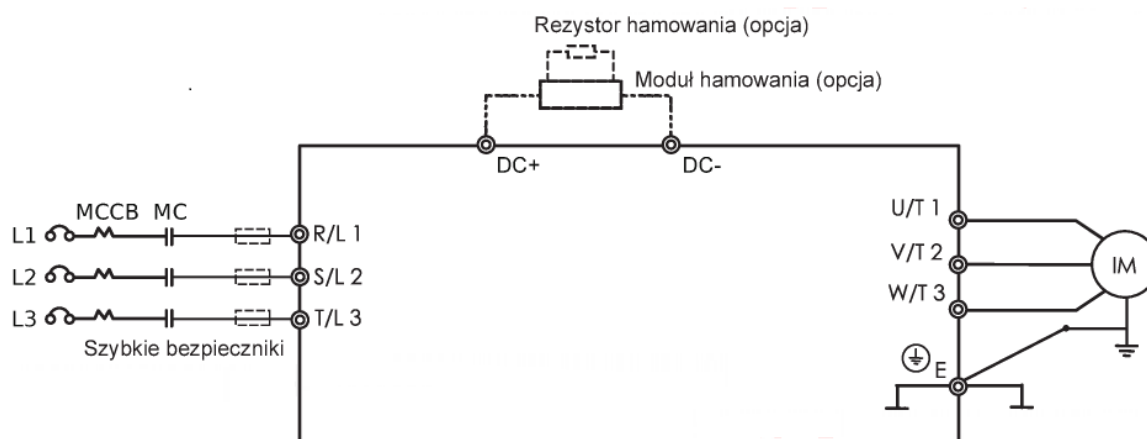 Rezystor hamowania (opcja)
Moduł hamowania (opcja)
DC+
DC-
MCCB MC
L1
R/L 1
L2
S/L 2
L3
T/L 3
Szybkie bezpieczniki
U/T 1
V/T 2
W/T 3
IM
E